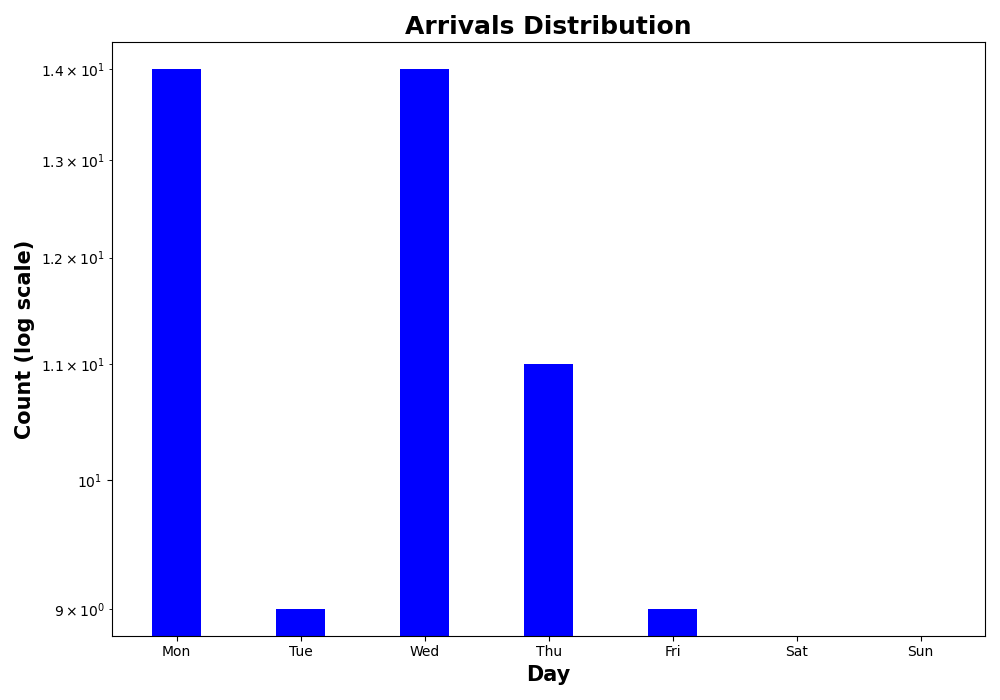 Arrivals Distribution
Count (log scale)
1.4 × 10¹
1.3 × 10¹
1.2 × 10¹
1.1 × 10¹
10¹
9 × 10⁰
Mon Tue Wed Thu Fri Sat Sun
Day